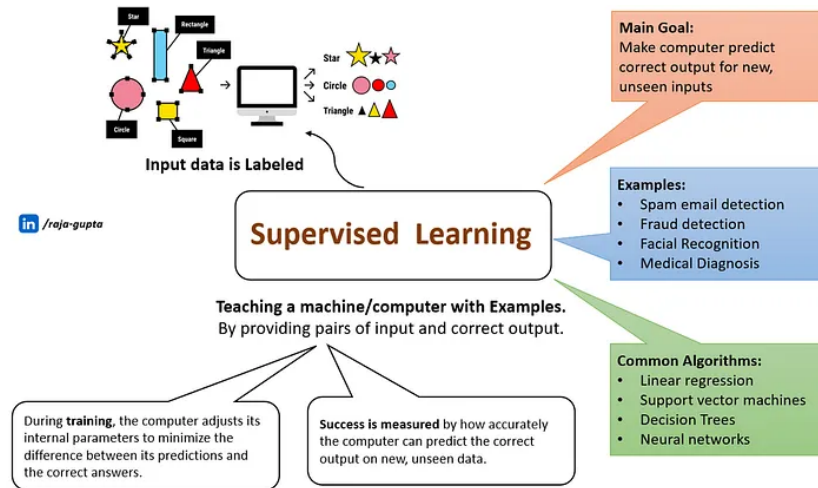 Star
Rectangle
Triangle
Circle
Square
Star
Circle
Triangle
Input data is Labeled
in /raja-gupta
Supervised Learning
Teaching a machine/computer with Examples.
By providing pairs of input and correct output.
During training, the computer adjusts its
internal parameters to minimize the
difference between its predictions and
the correct answers.
Success is measured by how accurately
the computer can predict the correct
output on new, unseen data.
Main Goal:
Make computer predict
correct output for new,
unseen inputs
Examples:
• Spam email detection
• Fraud detection
• Facial Recognition
• Medical Diagnosis
Common Algorithms:
• Linear regression
• Support vector machines
• Decision Trees
• Neural networks